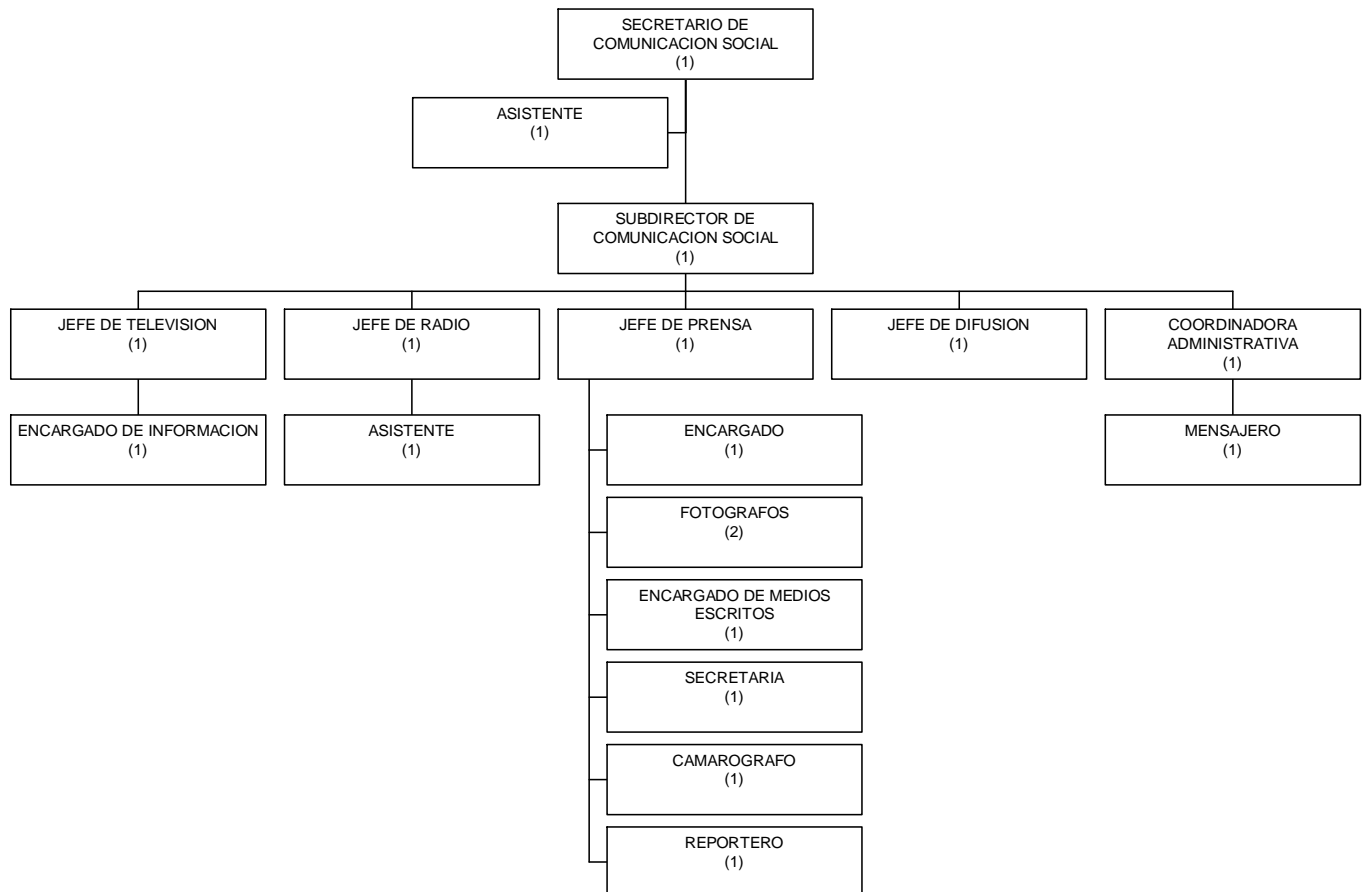 SECRETARIO DE
COMUNICACION SOCIAL
(1)
ASISTENTE
(1)
SUBDIRECTOR DE
COMUNICACION SOCIAL
(1)
JEFE DE TELEVISION
(1)
JEFE DE RADIO
(1)
JEFE DE PRENSA
(1)
JEFE DE DIFUSION
(1)
COORDINADORA
ADMINISTRATIVA
(1)
ENCARGADO DE INFORMACION
(1)
ASISTENTE
(1)
ENCARGADO
(1)
MENSAJERO
(1)
FOTOGRAFOS
(2)
ENCARGADO DE MEDIOS
ESCRITOS
(1)
SECRETARIA
(1)
CAMAROGRAFO
(1)
REPORTERO
(1)